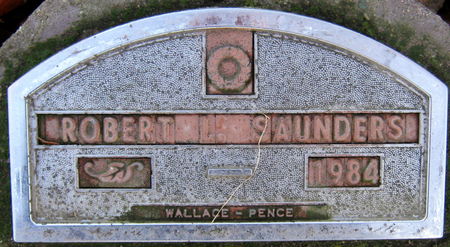 ROBERT L. SAUNDERS
1984
WALLACE - PENCE